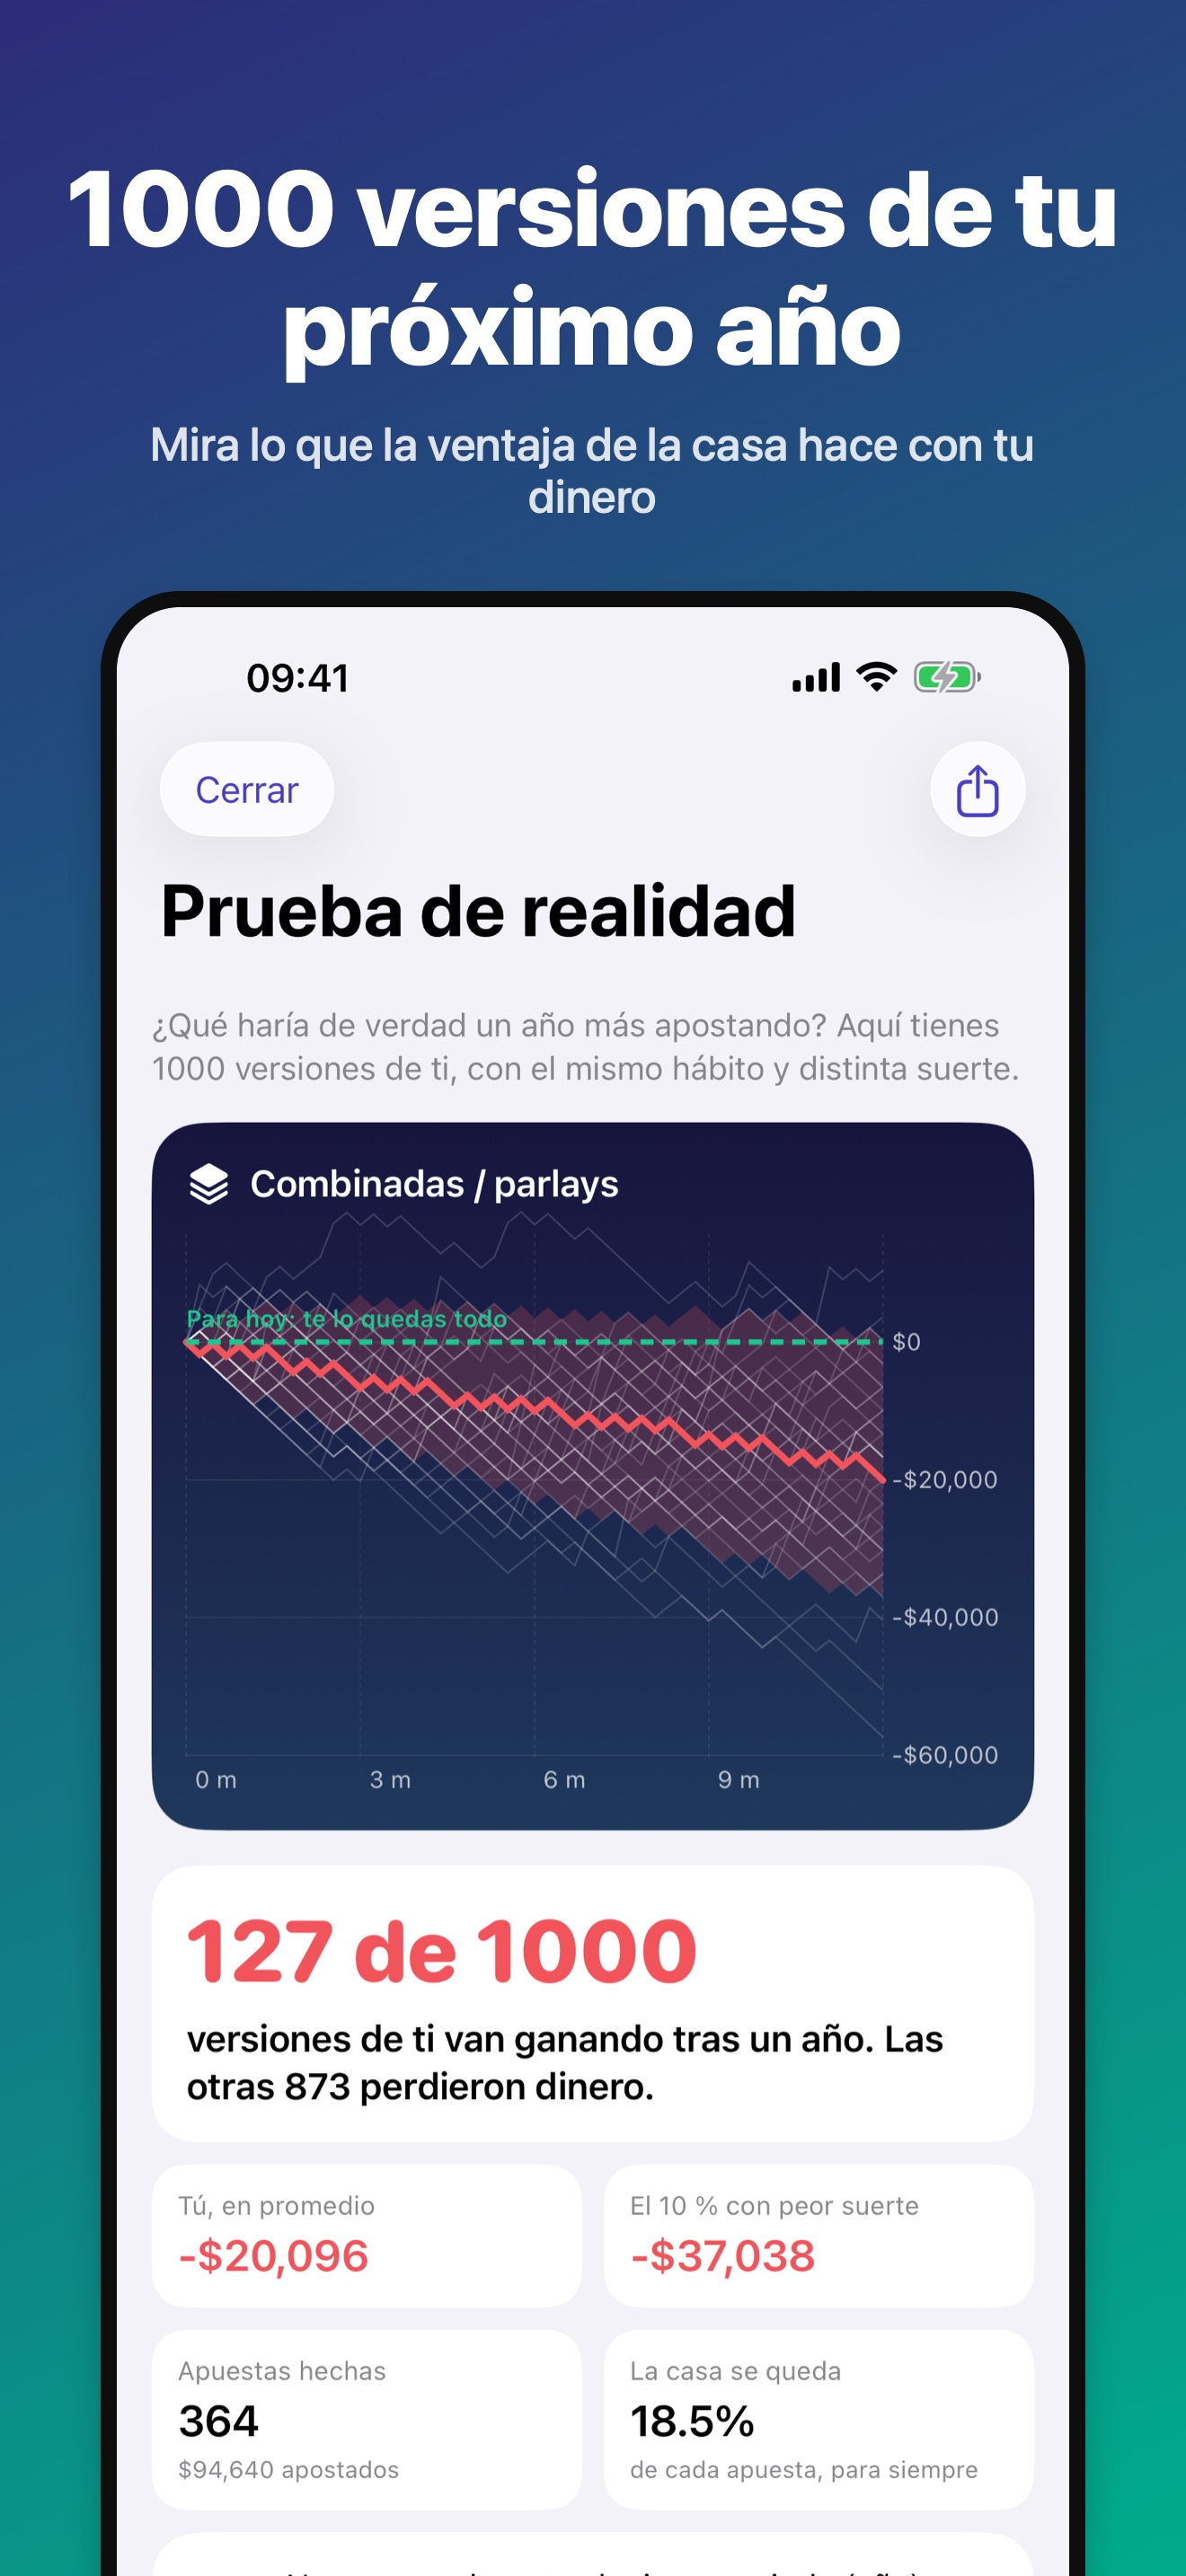 1000 versiones de tu
próximo año
Mira lo que la ventaja de la casa hace con tu
dinero
09:41
Cerrar
Prueba de realidad
¿Qué haría de verdad un año más apostando? Aquí tienes
1000 versiones de ti, con el mismo hábito y distinta suerte.
Combinadas / parlays
Para hoy: te lo quedas todo
$0
-$20,000
-$40,000
-$60,000
0 m
3 m
6 m
9 m
127 de 1000
versiones de ti van ganando tras un año. Las
otras 873 perdieron dinero.
Tú, en promedio
-$20,096
El 10 % con peor suerte
-$37,038
Apuestas hechas
364
$94,640 apostados
La casa se queda
18.5%
de cada apuesta, para siempre